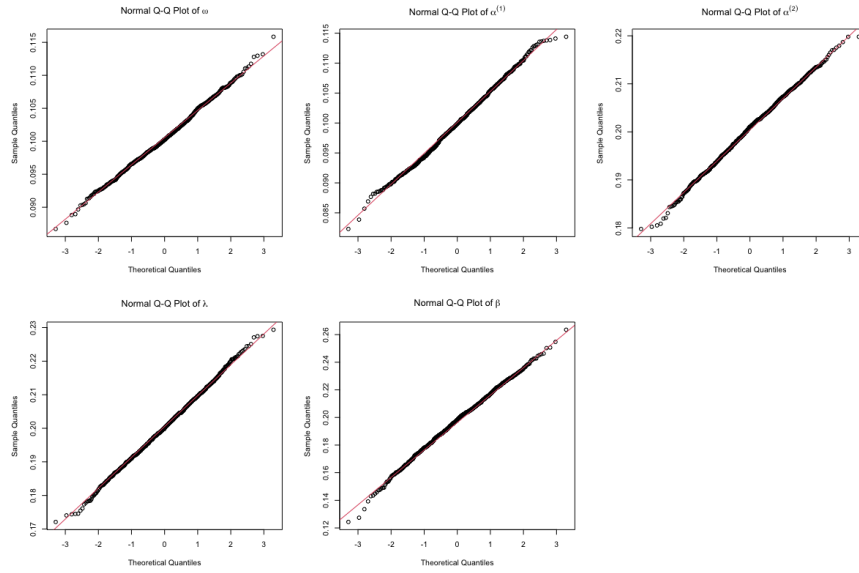 Normal Q-Q Plot of ω
Normal Q-Q Plot of α⁽¹⁾
Normal Q-Q Plot of α⁽²⁾
Sample Quantiles
0.090 0.095 0.100 0.105 0.110 0.115
-3 -2 -1 0 1 2 3
Theoretical Quantiles
Sample Quantiles
0.085 0.090 0.095 0.100 0.105 0.110 0.115
-3 -2 -1 0 1 2 3
Theoretical Quantiles
Sample Quantiles
0.18 0.19 0.20 0.21 0.22
-3 -2 -1 0 1 2 3
Theoretical Quantiles
Normal Q-Q Plot of λ
Normal Q-Q Plot of β
Sample Quantiles
0.17 0.18 0.19 0.20 0.21 0.22 0.23
-3 -2 -1 0 1 2 3
Theoretical Quantiles
Sample Quantiles
0.12 0.14 0.16 0.18 0.20 0.22 0.24 0.26
-3 -2 -1 0 1 2 3
Theoretical Quantiles